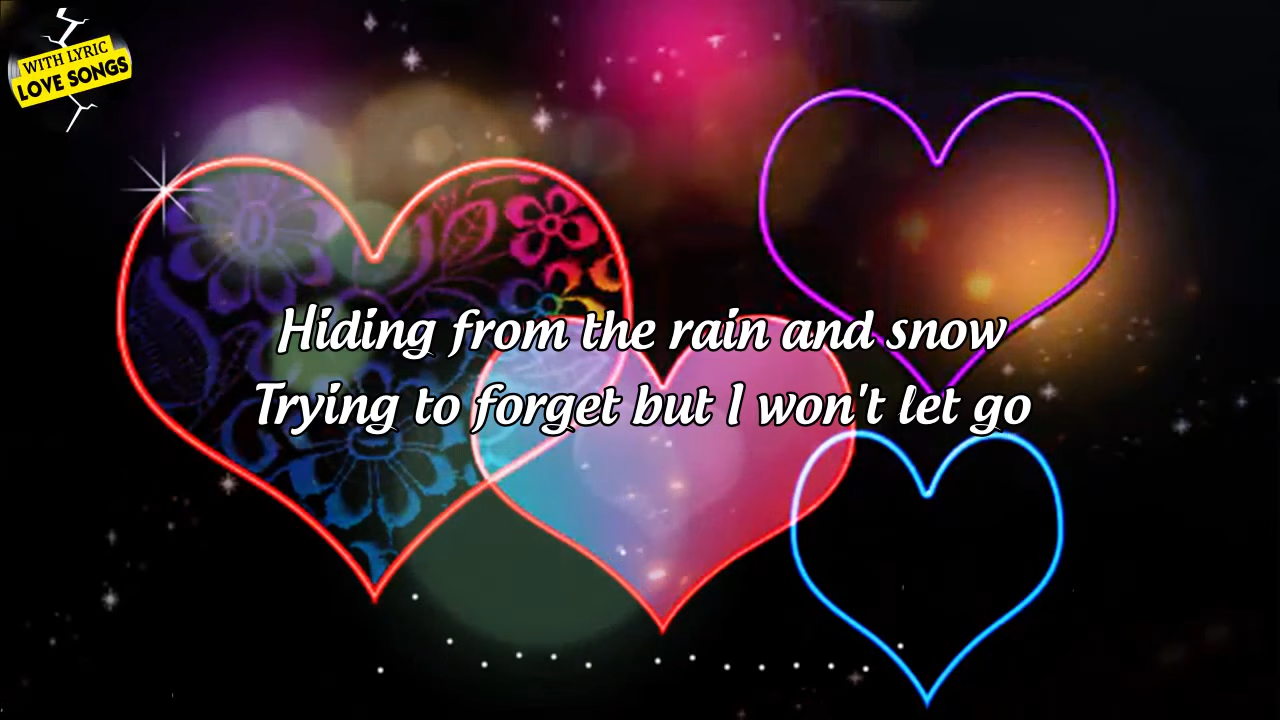 WITH LYRIC
LOVE SONGS
Hiding from the rain and snow
Trying to forget but I won't let go